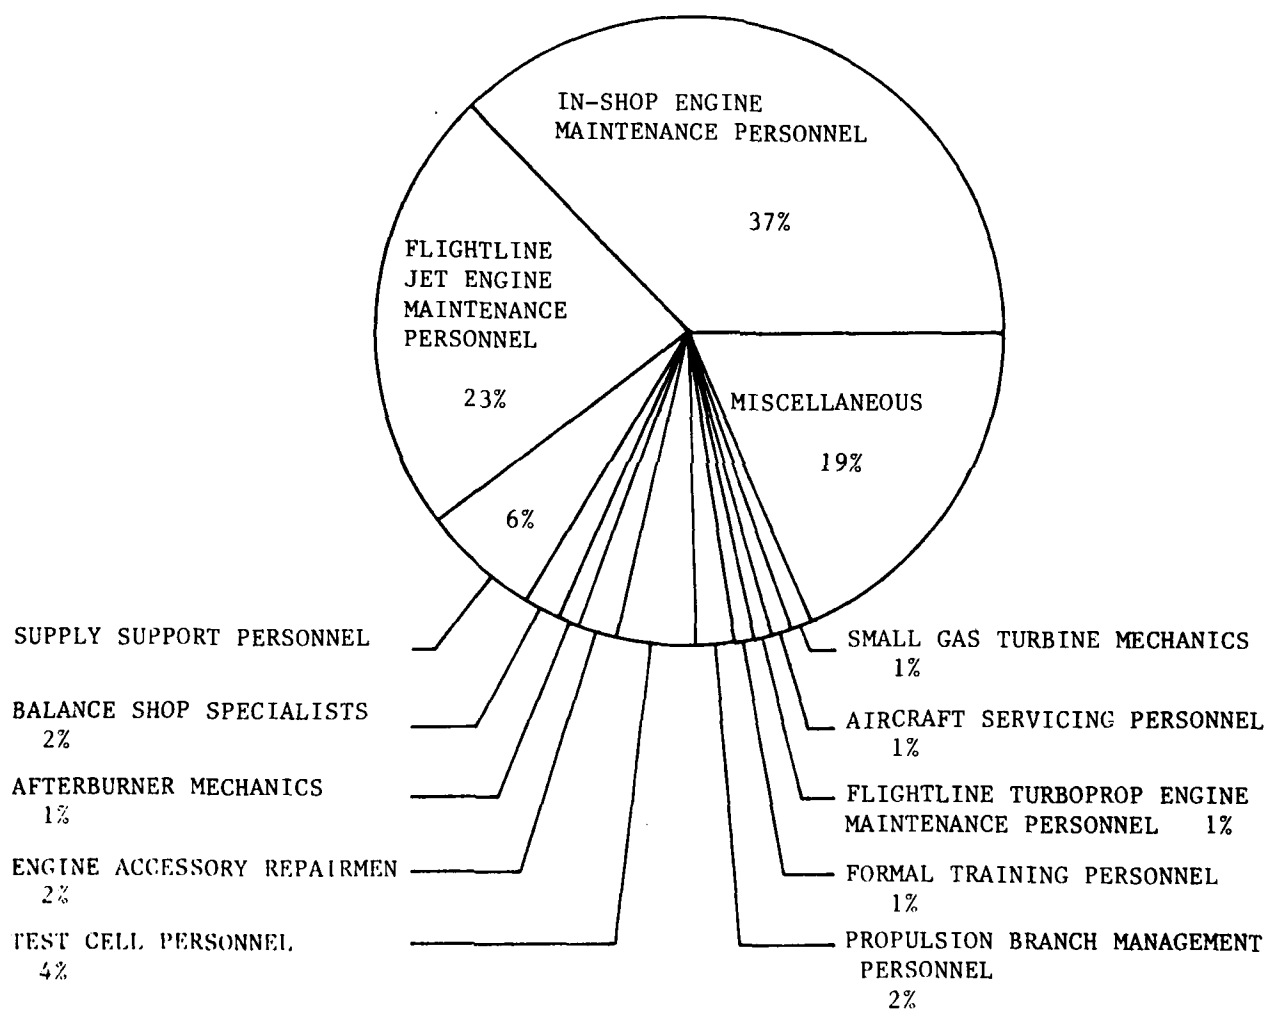 IN-SHOP ENGINE
MAINTENANCE PERSONNEL
37%
FLIGHTLINE
JET ENGINE
MAINTENANCE
PERSONNEL
23%
MISCELLANEOUS
19%
6%
SUPPLY SUPPORT PERSONNEL
BALANCE SHOP SPECIALISTS
2%
AFTERBURNER MECHANICS
1%
ENGINE ACCESSORY REPAIRMEN
2%
TEST CELL PERSONNEL
4%
SMALL GAS TURBINE MECHANICS
1%
AIRCRAFT SERVICING PERSONNEL
1%
FLIGHTLINE TURBOPROP ENGINE
MAINTENANCE PERSONNEL 1%
FORMAL TRAINING PERSONNEL
1%
PROPULSION BRANCH MANAGEMENT
PERSONNEL
2%